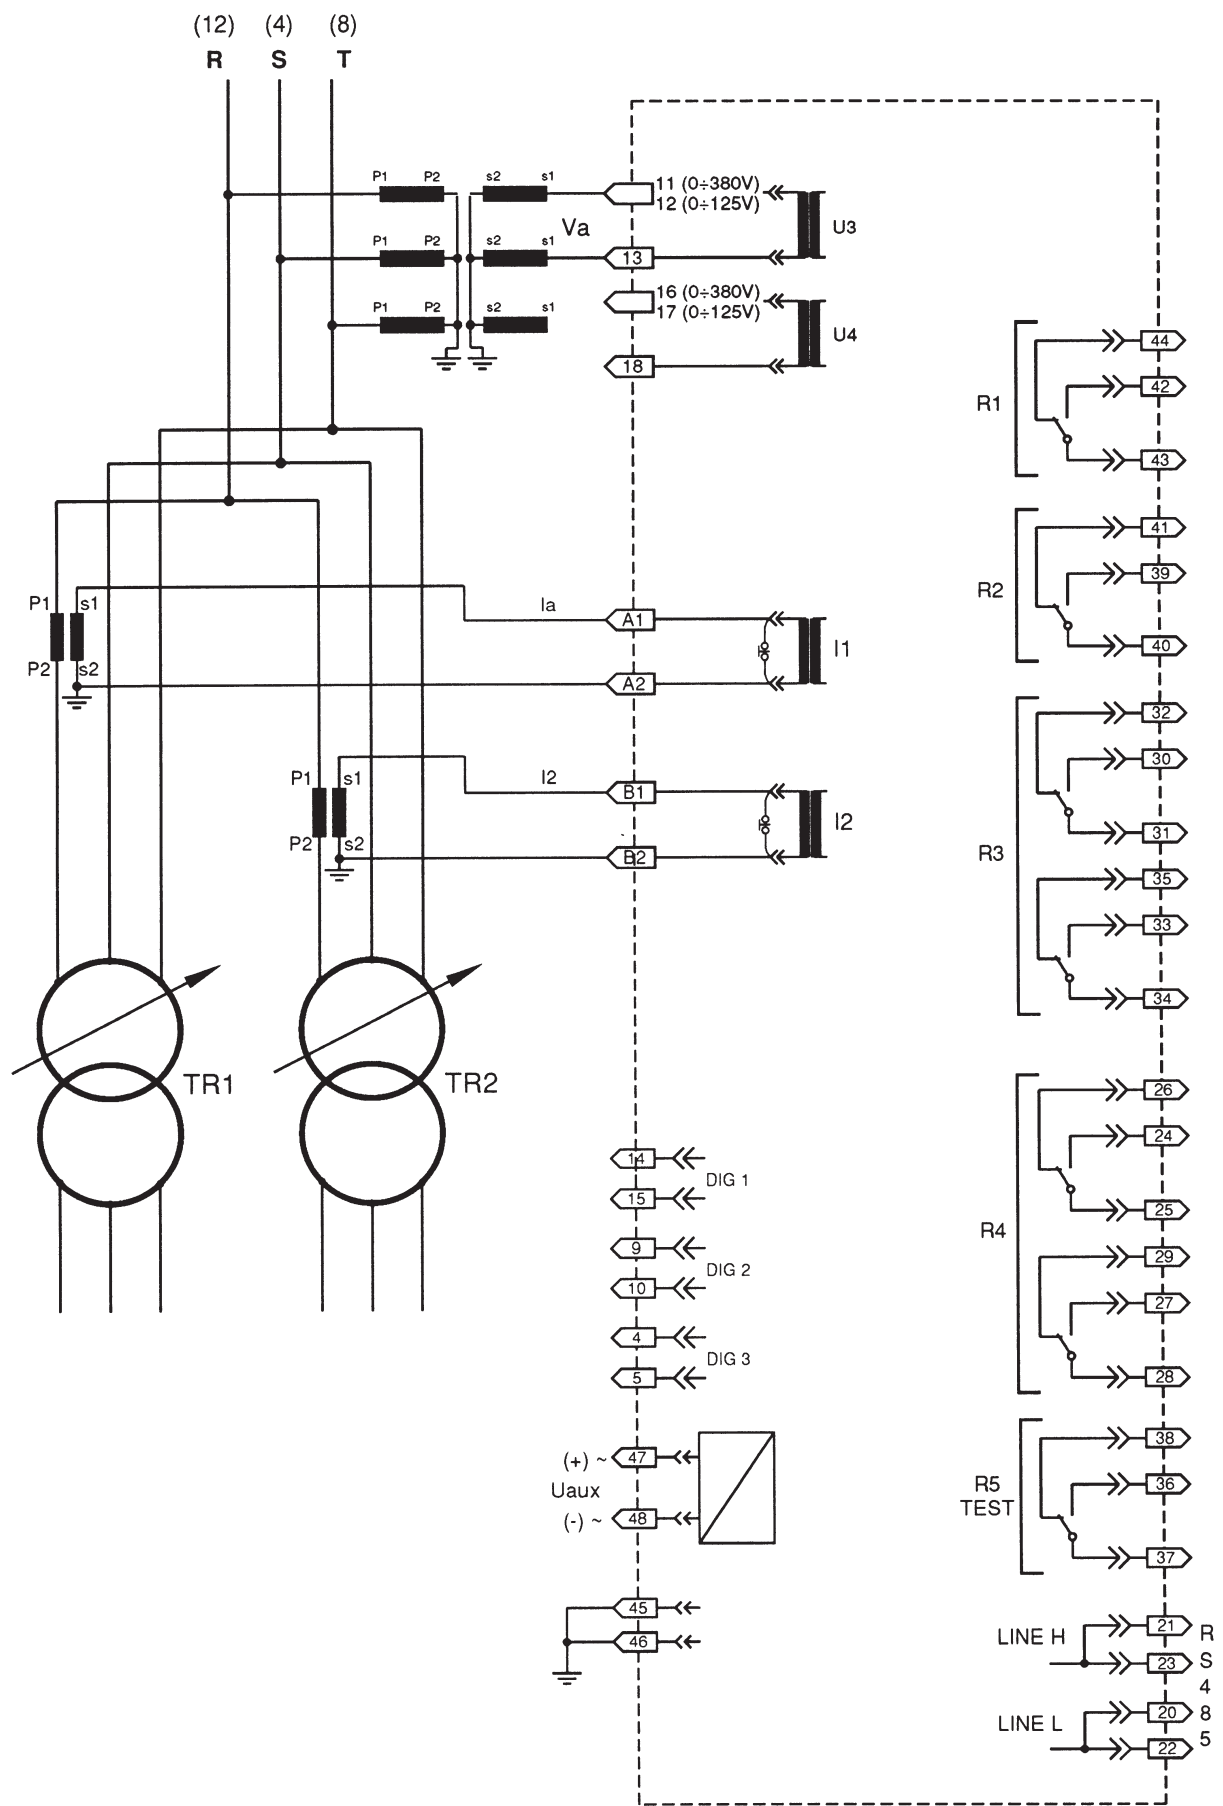 (12) (4) (8)
R S T
P1 P2 s2 s1
11 (0÷380V)
12 (0÷125V)
U3
Va
P1 P2 s2 s1
13
16 (0÷380V)
17 (0÷125V)
U4
P1 P2 s2 s1
18
44
42
R1
43
41
39
R2
40
P1 s1
Ia
A1
I1
P2 s2
A2
32
30
R3
31
35
33
34
P1 s1
I2
B1
I2
P2 s2
B2
TR1
TR2
26
24
R4
25
29
27
28
14
DIG 1
15
9
DIG 2
10
4
DIG 3
5
(+) ~
47
Uaux
(-) ~
48
38
R5
TEST
36
37
45
46
LINE H
21
23
LINE L
20
22
R
S
4
8
5